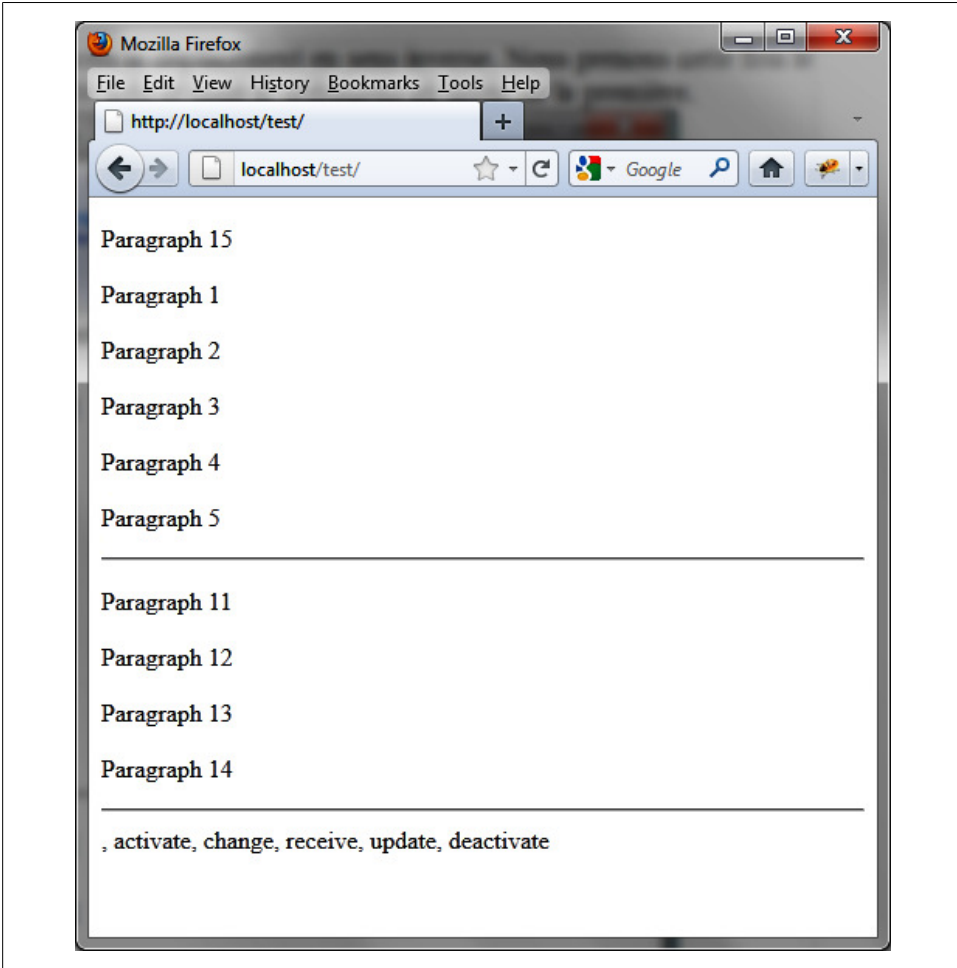 Mozilla Firefox
File Edit View History Bookmarks Tools Help
http://localhost/test/
localhost/test/
Google
Paragraph 15
Paragraph 1
Paragraph 2
Paragraph 3
Paragraph 4
Paragraph 5
Paragraph 11
Paragraph 12
Paragraph 13
Paragraph 14
, activate, change, receive, update, deactivate